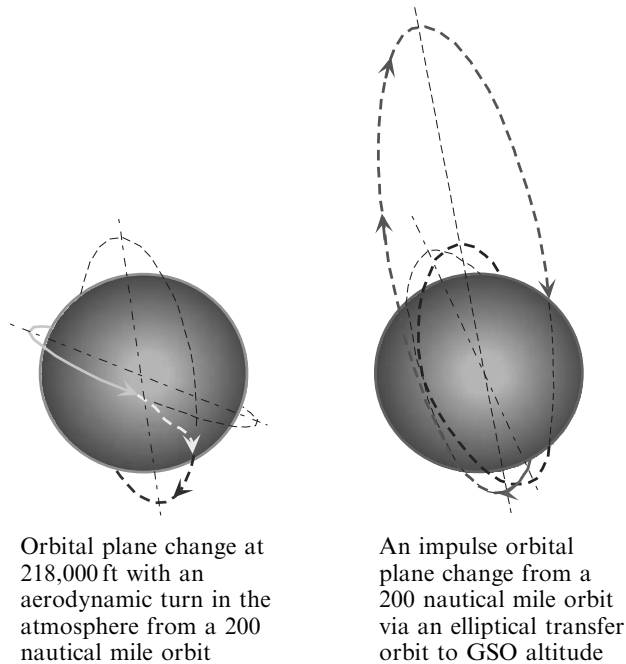 Orbital plane change at
218,000 ft with an
aerodynamic turn in the
atmosphere from a 200
nautical mile orbit
An impulse orbital
plane change from a
200 nautical mile orbit
via an elliptical transfer
orbit to GSO altitude